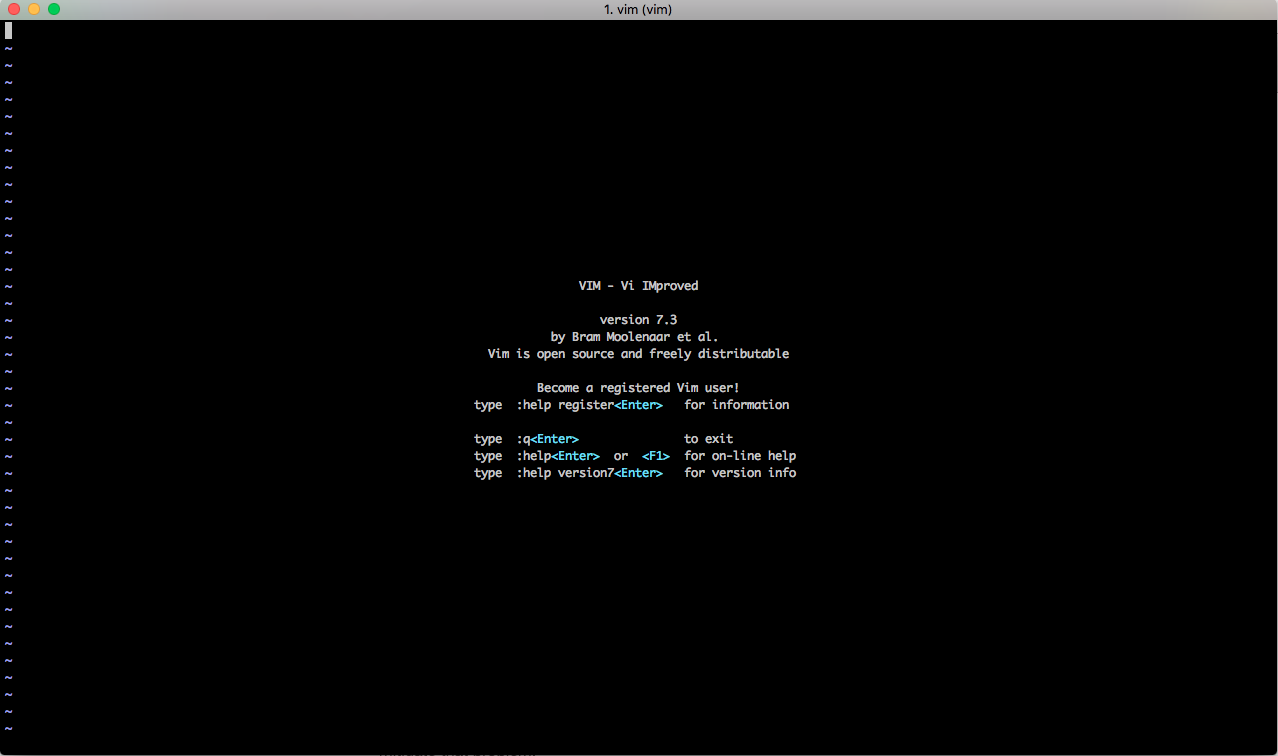 1. vim (vim)
VIM - Vi IMproved
version 7.3
by Bram Moolenaar et al.
Vim is open source and freely distributable
Become a registered Vim user!
type  :help register<Enter>   for information
type  :q<Enter>               to exit
type  :help<Enter>  or  <F1>  for on-line help
type  :help version7<Enter>   for version info